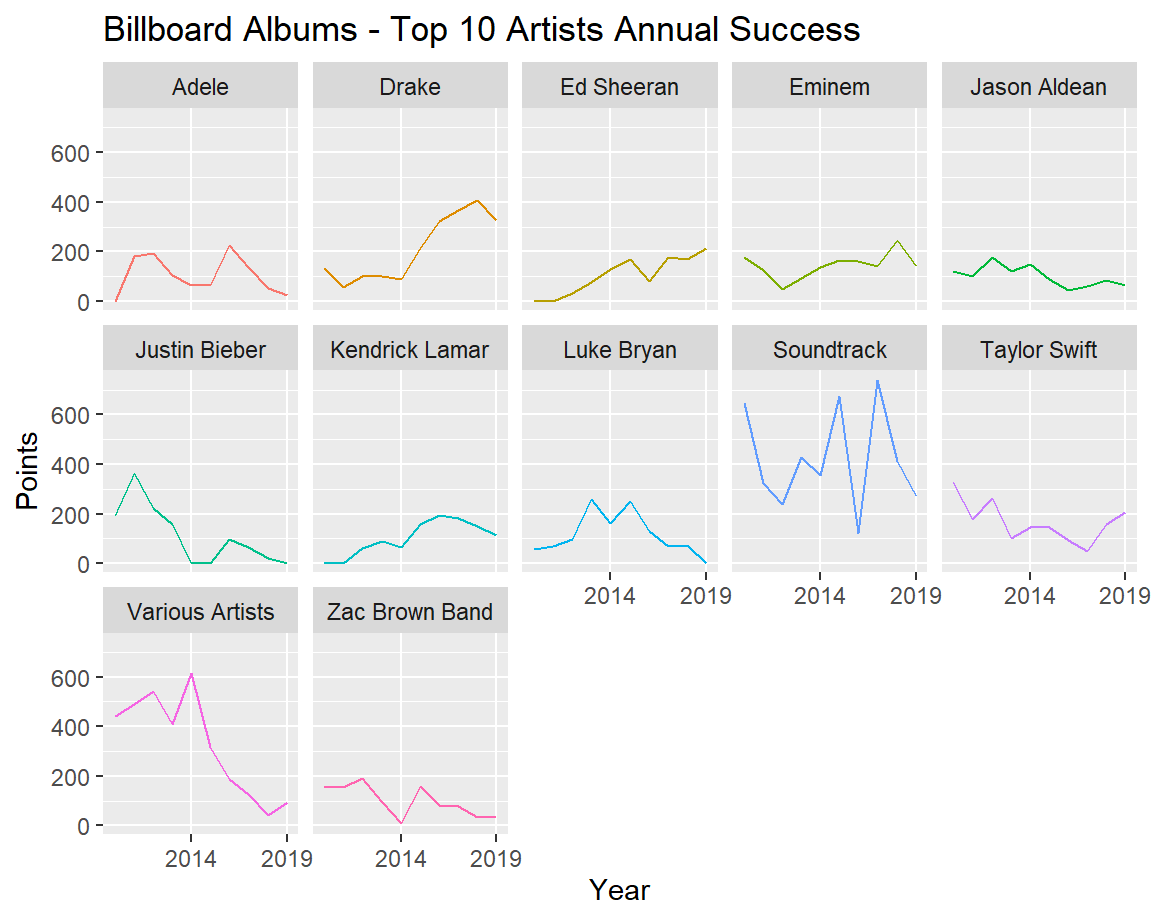 Billboard Albums - Top 10 Artists Annual Success
Adele Drake Ed Sheeran Eminem Jason Aldean
600
400
200
0
Justin Bieber Kendrick Lamar Luke Bryan Soundtrack Taylor Swift
600
400
200
0
Points
2014 2019 2014 2019 2014 2019
Various Artists Zac Brown Band
600
400
200
0
2014 2019 2014 2019
Year